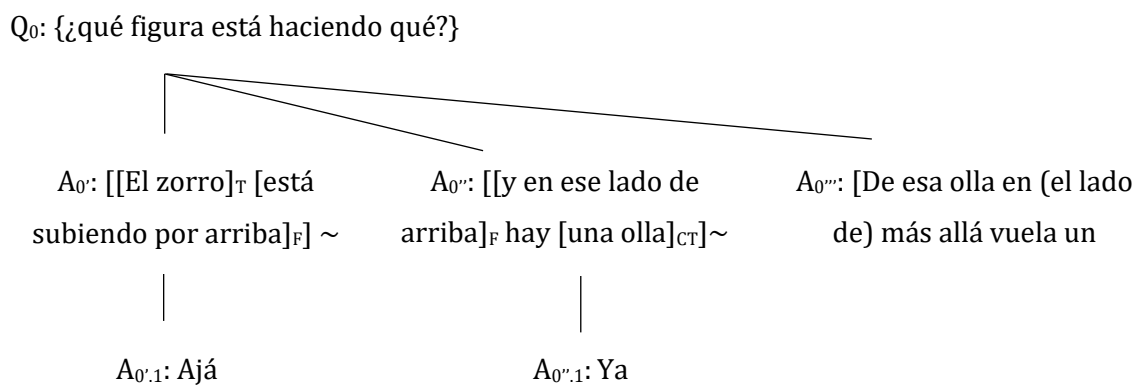 Q₀: {¿qué figura está haciendo qué?}
A₀': [[El zorro]T [está subiendo por arriba]F] ~
A₀'': [[y en ese lado de arriba]F hay [una olla]CT]~
A₀''': [De esa olla en (el lado de) más allá vuela un
A₀'.₁: Ajá
A₀''.₁: Ya